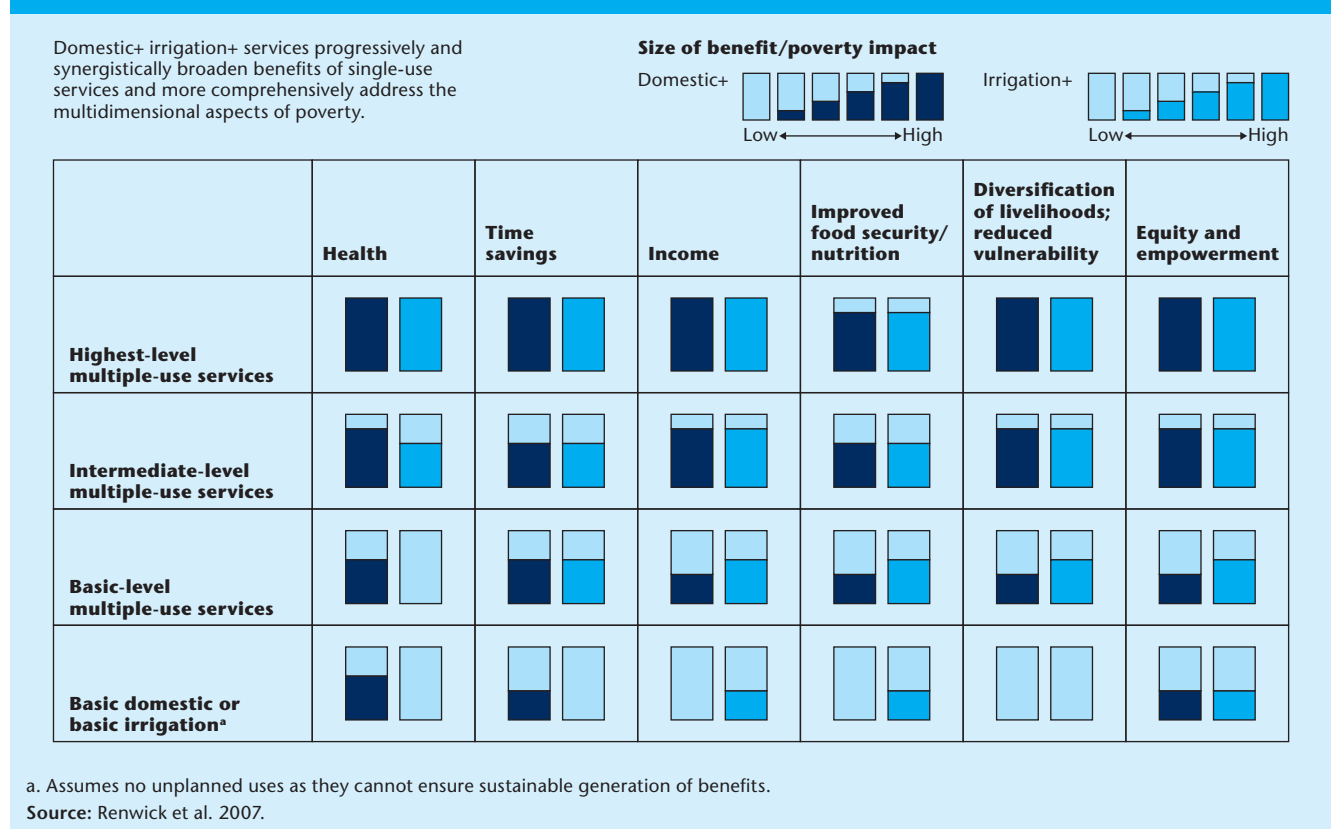 Domestic+ irrigation+ services progressively and
synergistically broaden benefits of single-use
services and more comprehensively address the
multidimensional aspects of poverty.
Size of benefit/poverty impact
Domestic+
Low
High
Irrigation+
Low
High
Health
Time
savings
Income
Improved
food security/
nutrition
Diversification
of livelihoods;
reduced
vulnerability
Equity and
empowerment
Highest-level
multiple-use services
Intermediate-level
multiple-use services
Basic-level
multiple-use services
Basic domestic or
basic irrigationᵃ
a. Assumes no unplanned uses as they cannot ensure sustainable generation of benefits.
Source: Renwick et al. 2007.